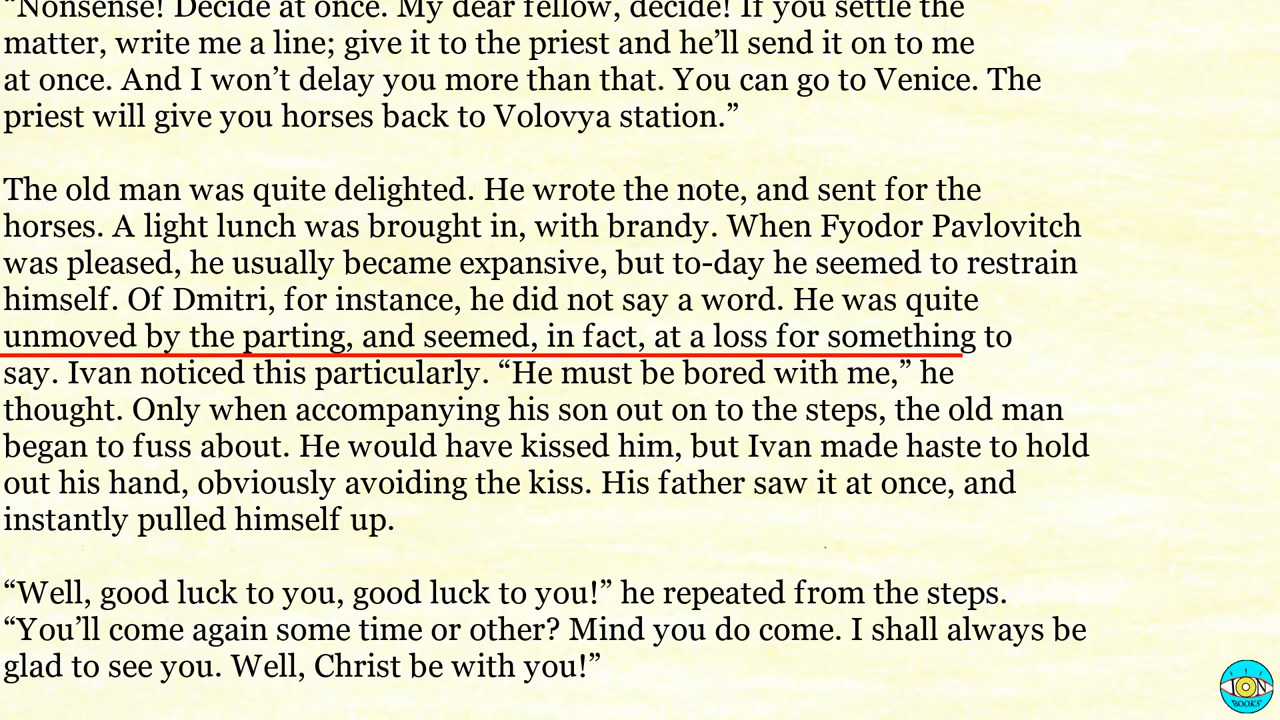 “Nonsense! Decide at once. My dear fellow, decide! If you settle the
matter, write me a line; give it to the priest and he’ll send it on to me
at once. And I won’t delay you more than that. You can go to Venice. The
priest will give you horses back to Volovya station.”
The old man was quite delighted. He wrote the note, and sent for the
horses. A light lunch was brought in, with brandy. When Fyodor Pavlovitch
was pleased, he usually became expansive, but to-day he seemed to restrain
himself. Of Dmitri, for instance, he did not say a word. He was quite
unmoved by the parting, and seemed, in fact, at a loss for something to
say. Ivan noticed this particularly. “He must be bored with me,” he
thought. Only when accompanying his son out on to the steps, the old man
began to fuss about. He would have kissed him, but Ivan made haste to hold
out his hand, obviously avoiding the kiss. His father saw it at once, and
instantly pulled himself up.
“Well, good luck to you, good luck to you!” he repeated from the steps.
“You’ll come again some time or other? Mind you do come. I shall always be
glad to see you. Well, Christ be with you!”
ION
BOOKS